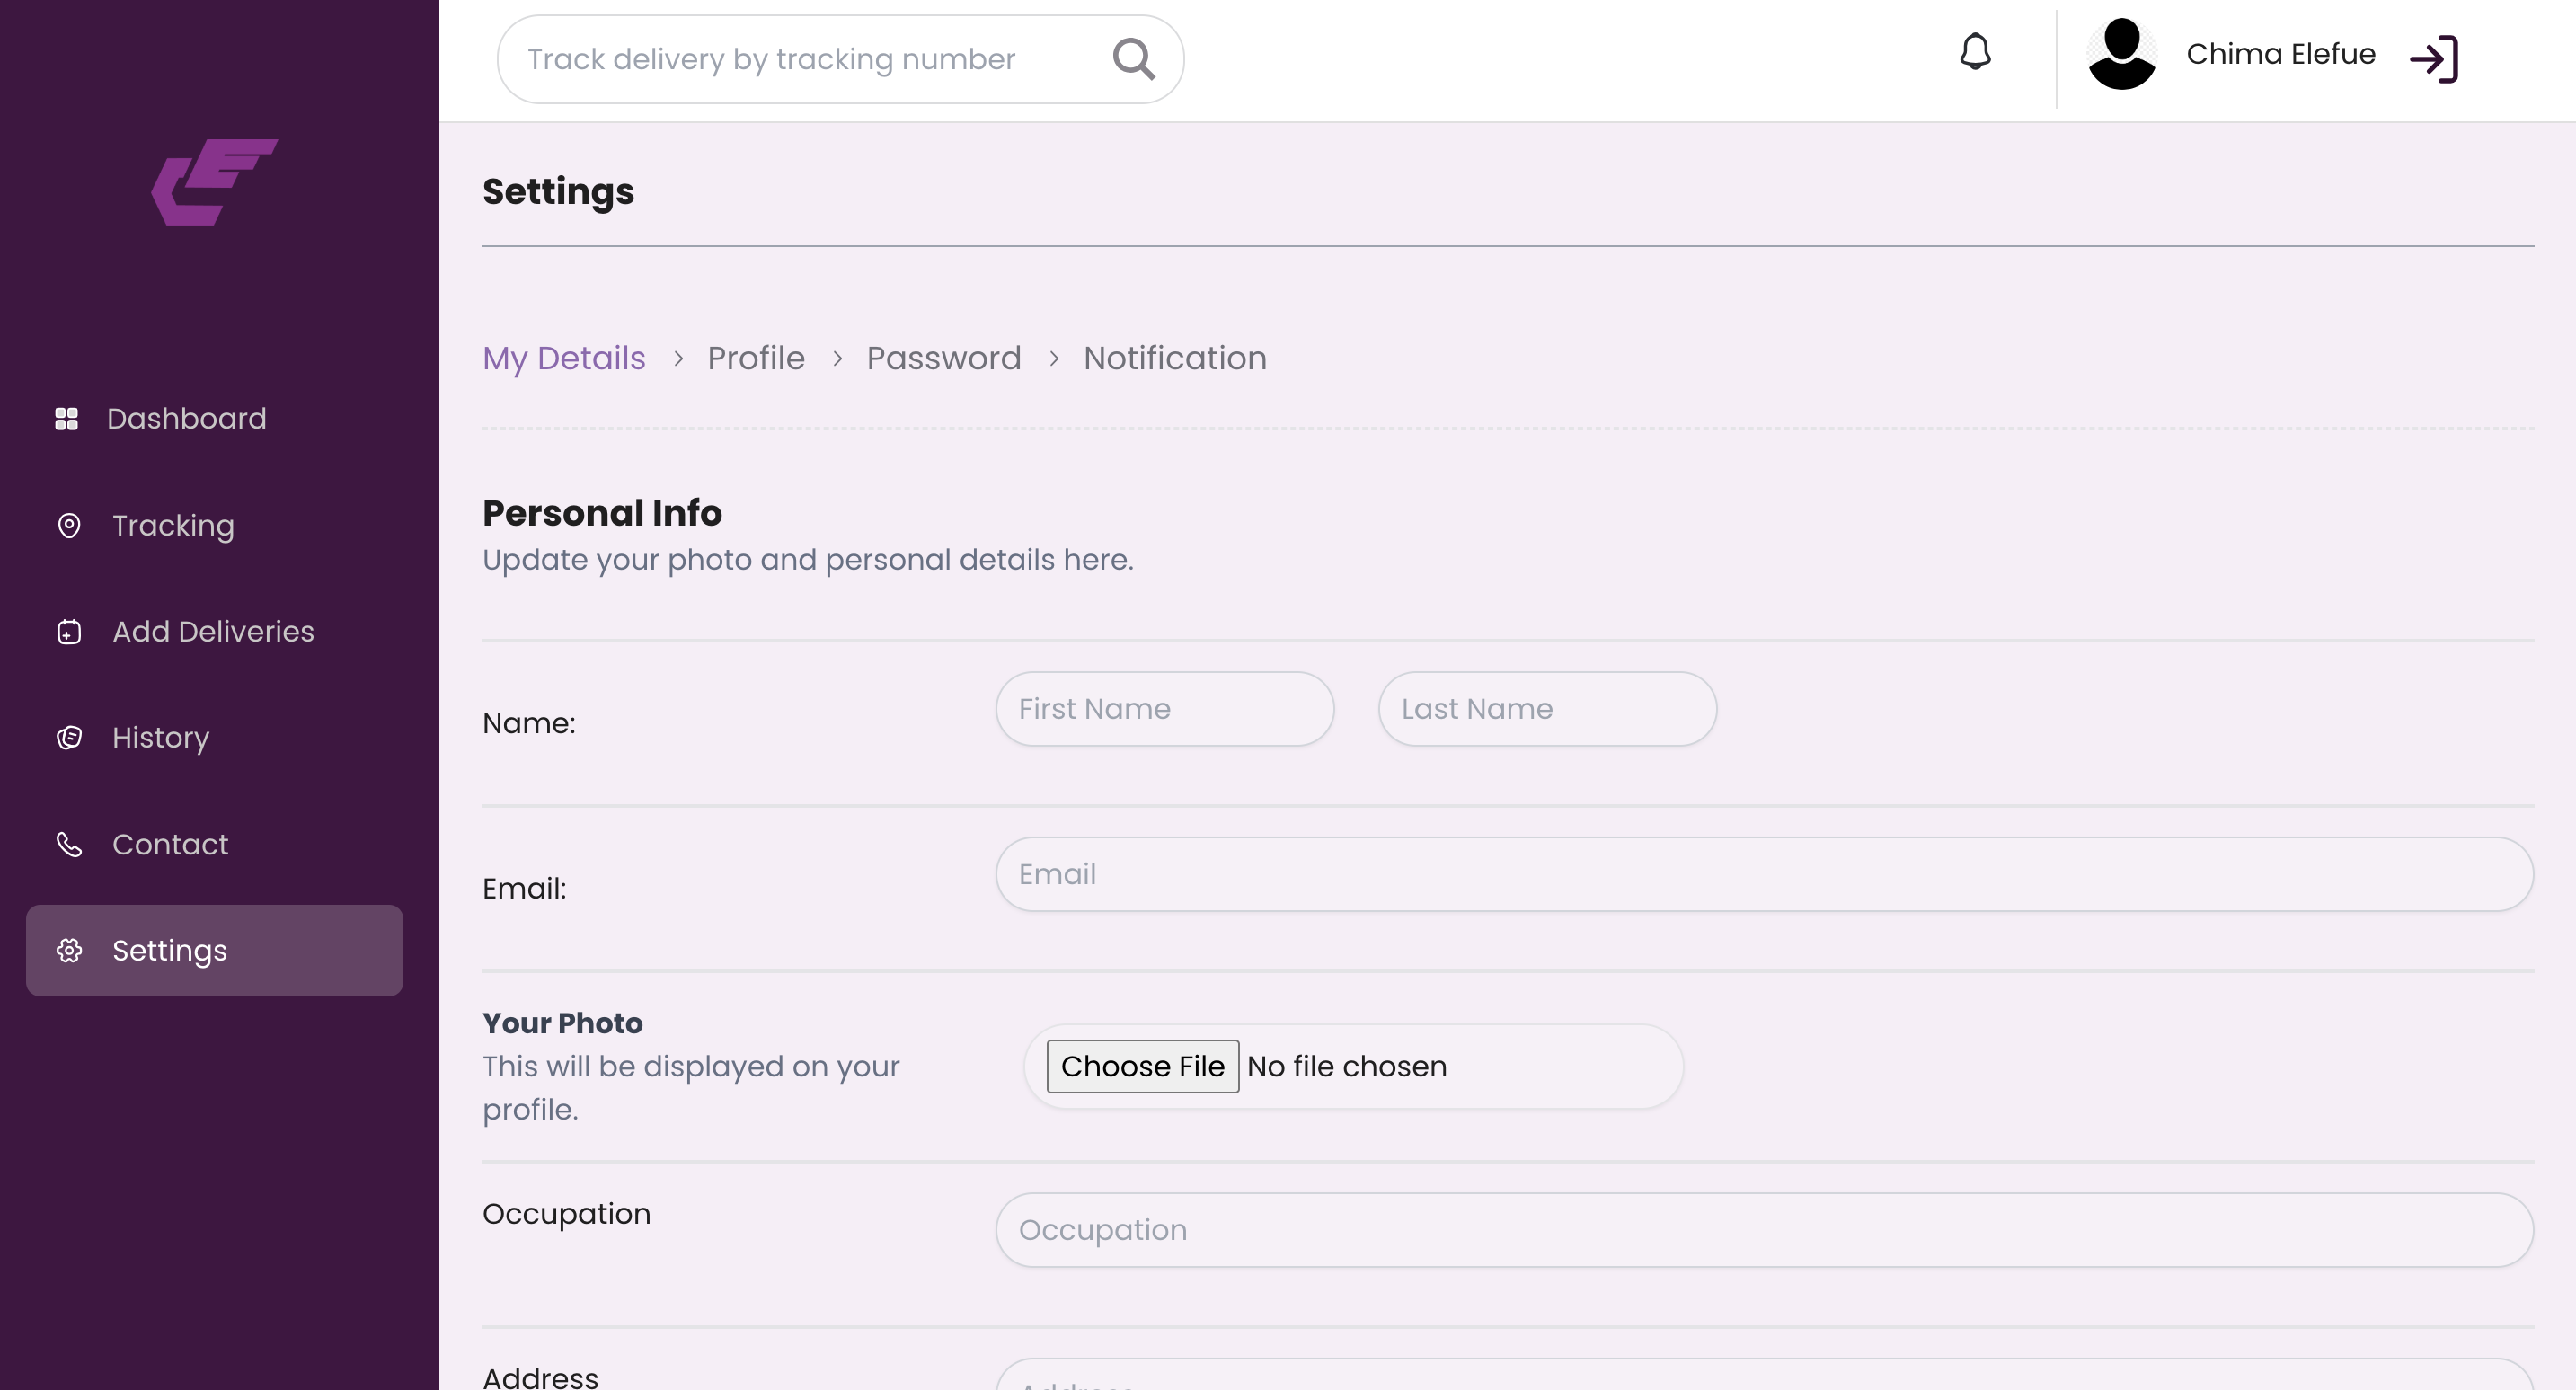 Track delivery by tracking number
Chima Elefue
Dashboard
Tracking
Add Deliveries
History
Contact
Settings
Settings
My Details > Profile > Password > Notification
Personal Info
Update your photo and personal details here.
Name:
First Name
Last Name
Email:
Email
Your Photo
This will be displayed on your
profile.
Choose File No file chosen
Occupation
Occupation
Address
Address